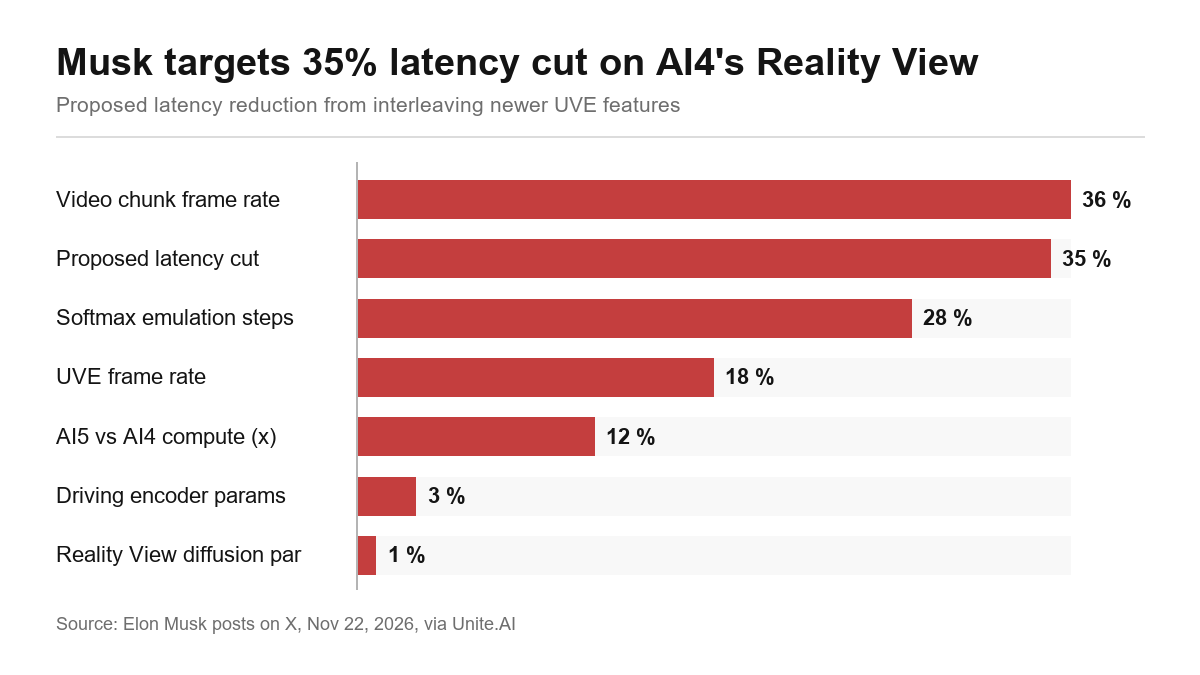 Musk targets 35% latency cut on AI4's Reality View
Proposed latency reduction from interleaving newer UVE features
Video chunk frame rate 36 %
Proposed latency cut 35 %
Softmax emulation steps 28 %
UVE frame rate 18 %
AI5 vs AI4 compute (x) 12 %
Driving encoder params 3 %
Reality View diffusion par 1 %
Source: Elon Musk posts on X, Nov 22, 2026, via Unite.AI